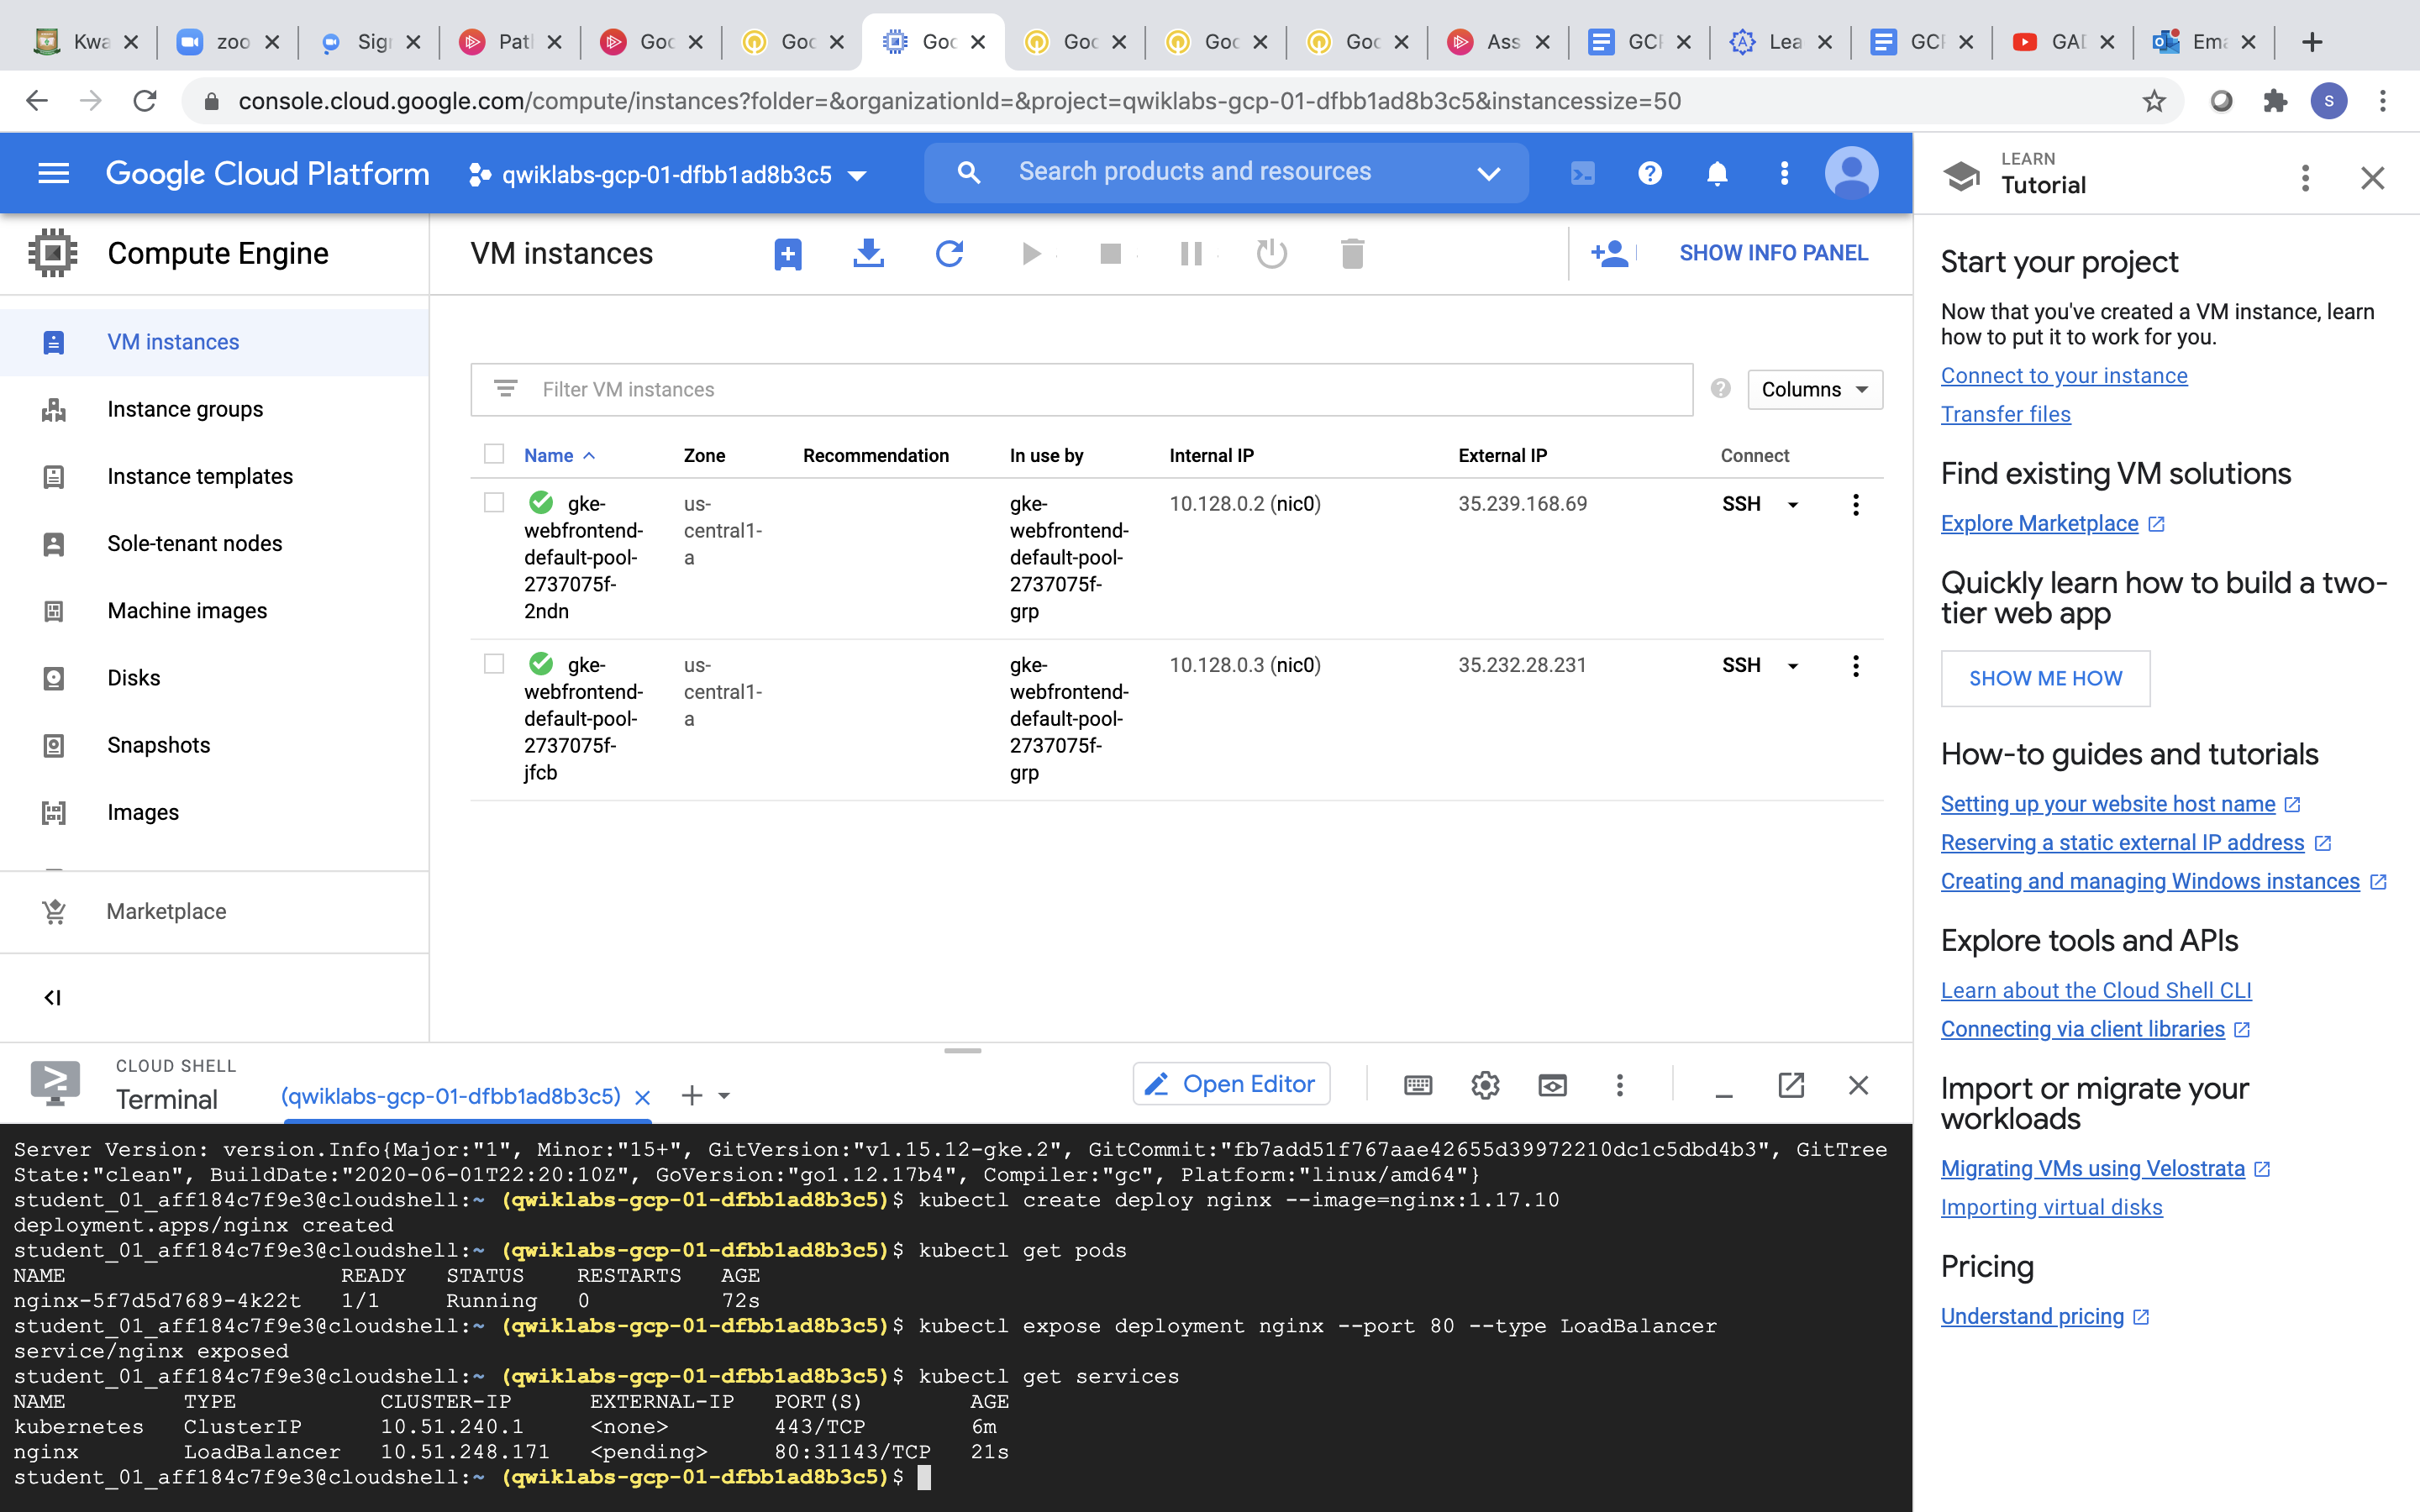 Kwa
zoo
Sig
Pat
Goo
Goo
Goo
Goo
Goo
Goo
Ass
GC
Lea
GC
GAD
Ema
console.cloud.google.com/compute/instances?folder=&organizationId=&project=qwiklabs-gcp-01-dfbb1ad8b3c5&instancessize=50
S
Google Cloud Platform
qwiklabs-gcp-01-dfbb1ad8b3c5
Search products and resources
Compute Engine
VM instances
Instance groups
Instance templates
Sole-tenant nodes
Machine images
Disks
Snapshots
Images
Marketplace
VM instances
SHOW INFO PANEL
Filter VM instances
Columns
Name Zone Recommendation In use by Internal IP External IP Connect
gke- us- gke- 10.128.0.2 (nic0) 35.239.168.69 SSH
webfrontend- central1- webfrontend-
default-pool- a default-pool-
2737075f- 2737075f-
2ndn grp
gke- us- gke- 10.128.0.3 (nic0) 35.232.28.231 SSH
webfrontend- central1- webfrontend-
default-pool- a default-pool-
2737075f- 2737075f-
jfcb grp
LEARN
Tutorial
Start your project
Now that you've created a VM instance, learn
how to put it to work for you.
Connect to your instance
Transfer files
Find existing VM solutions
Explore Marketplace
Quickly learn how to build a two-
tier web app
SHOW ME HOW
How-to guides and tutorials
Setting up your website host name
Reserving a static external IP address
Creating and managing Windows instances
Explore tools and APIs
Learn about the Cloud Shell CLI
Connecting via client libraries
Import or migrate your
workloads
Migrating VMs using Velostrata
Importing virtual disks
Pricing
Understand pricing
CLOUD SHELL
Terminal
(qwiklabs-gcp-01-dfbb1ad8b3c5)
Open Editor
Server Version: version.Info{Major:"1", Minor:"15+", GitVersion:"v1.15.12-gke.2", GitCommit:"fb7add51f767aae42655d39972210dc1c5dbd4b3", GitTree
State:"clean", BuildDate:"2020-06-01T22:20:10Z", GoVersion:"go1.12.17b4", Compiler:"gc", Platform:"linux/amd64"}
student_01_aff184c7f9e3@cloudshell:~ (qwiklabs-gcp-01-dfbb1ad8b3c5)$ kubectl create deploy nginx --image=nginx:1.17.10
deployment.apps/nginx created
student_01_aff184c7f9e3@cloudshell:~ (qwiklabs-gcp-01-dfbb1ad8b3c5)$ kubectl get pods
NAME READY STATUS RESTARTS AGE
nginx-5f7d5d7689-4k22t 1/1 Running 0 72s
student_01_aff184c7f9e3@cloudshell:~ (qwiklabs-gcp-01-dfbb1ad8b3c5)$ kubectl expose deployment nginx --port 80 --type LoadBalancer
service/nginx exposed
student_01_aff184c7f9e3@cloudshell:~ (qwiklabs-gcp-01-dfbb1ad8b3c5)$ kubectl get services
NAME TYPE CLUSTER-IP EXTERNAL-IP PORT(S) AGE
kubernetes ClusterIP 10.51.240.1 <none> 443/TCP 6m
nginx LoadBalancer 10.51.248.171 <pending> 80:31143/TCP 21s
student_01_aff184c7f9e3@cloudshell:~ (qwiklabs-gcp-01-dfbb1ad8b3c5)$